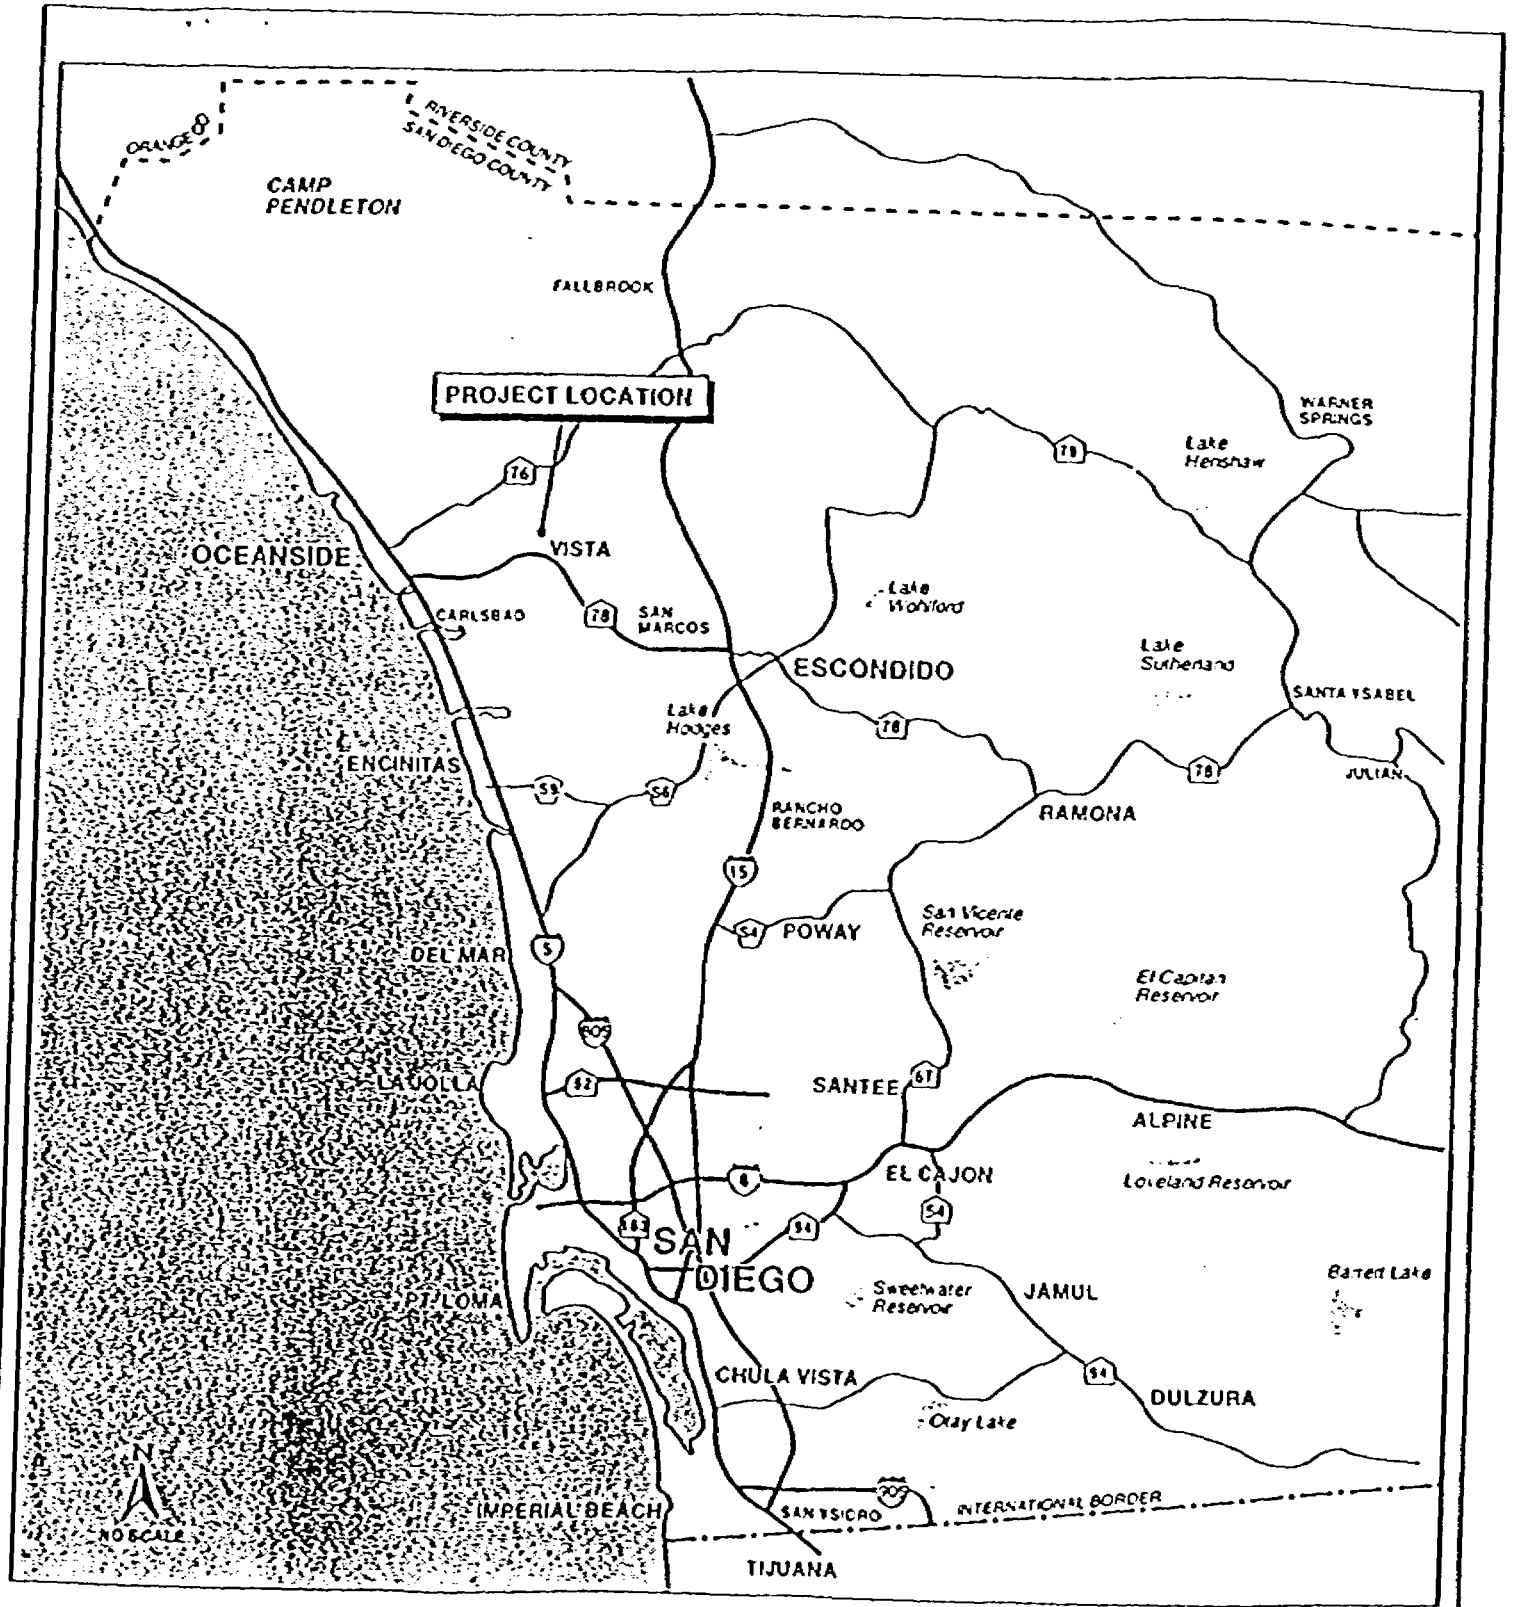 ORANGE CO
RIVERSIDE COUNTY
SAN DIEGO COUNTY
CAMP
PENDLETON
FALLBROOK
PROJECT LOCATION
WARNER
SPRINGS
Lake
Henshaw
79
76
OCEANSIDE
VISTA
Lake
Wohlford
CARLSBAD
78
SAN
MARCOS
ESCONDIDO
Lake
Sutherland
SANTA YSABEL
Lake
Hodges
78
ENCINITAS
S9
S6
78
JULIAN
RANCHO
BERNARDO
RAMONA
15
San Vicente
Reservoir
S4
POWAY
DEL MAR
5
El Capitan
Reservoir
805
LA JOLLA
52
SANTEE
67
ALPINE
8
EL CAJON
Loveland Reservoir
54
163
94
SAN
DIEGO
PT. LOMA
Sweetwater
Reservoir
JAMUL
Barrett Lake
CHULA VISTA
94
DULZURA
Otay Lake
N
NO SCALE
IMPERIAL BEACH
SAN YSIDRO
905
INTERNATIONAL BORDER
TIJUANA